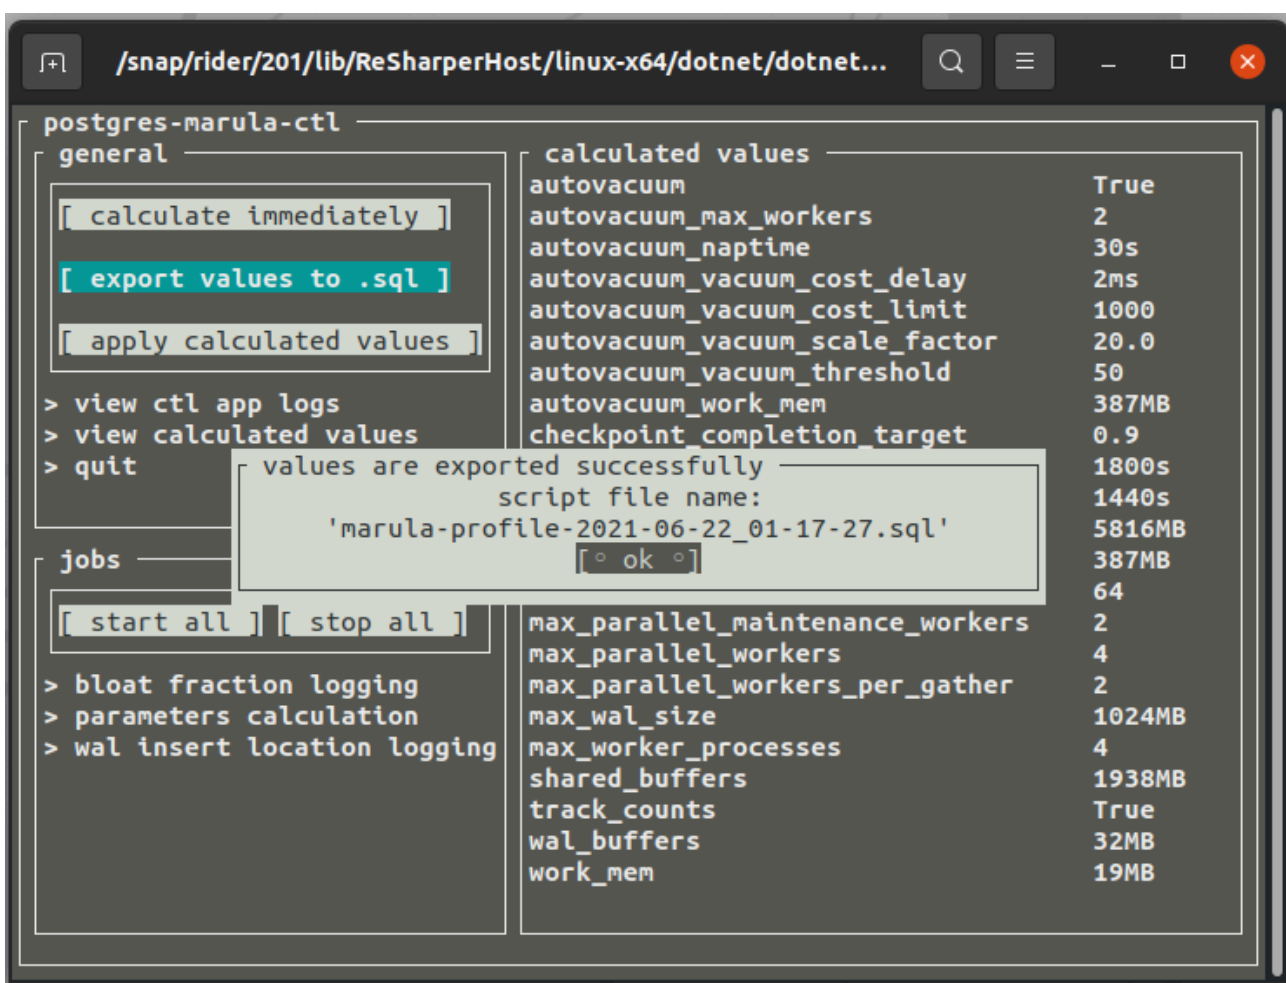 /snap/rider/201/lib/ReSharperHost/linux-x64/dotnet/dotnet...
postgres-marula-ctl
general
[ calculate immediately ]
[ export values to .sql ]
[ apply calculated values ]
> view ctl app logs
> view calculated values
> quit
calculated values
autovacuum True
autovacuum_max_workers 2
autovacuum_naptime 30s
autovacuum_vacuum_cost_delay 2ms
autovacuum_vacuum_cost_limit 1000
autovacuum_vacuum_scale_factor 20.0
autovacuum_vacuum_threshold 50
autovacuum_work_mem 387MB
checkpoint_completion_target 0.9
1800s
1440s
5816MB
387MB
64
values are exported successfully
script file name:
'marula-profile-2021-06-22_01-17-27.sql'
[° ok °]
jobs
[ start all ] [ stop all ]
> bloat fraction logging
> parameters calculation
> wal insert location logging
max_parallel_maintenance_workers 2
max_parallel_workers 4
max_parallel_workers_per_gather 2
max_wal_size 1024MB
max_worker_processes 4
shared_buffers 1938MB
track_counts True
wal_buffers 32MB
work_mem 19MB